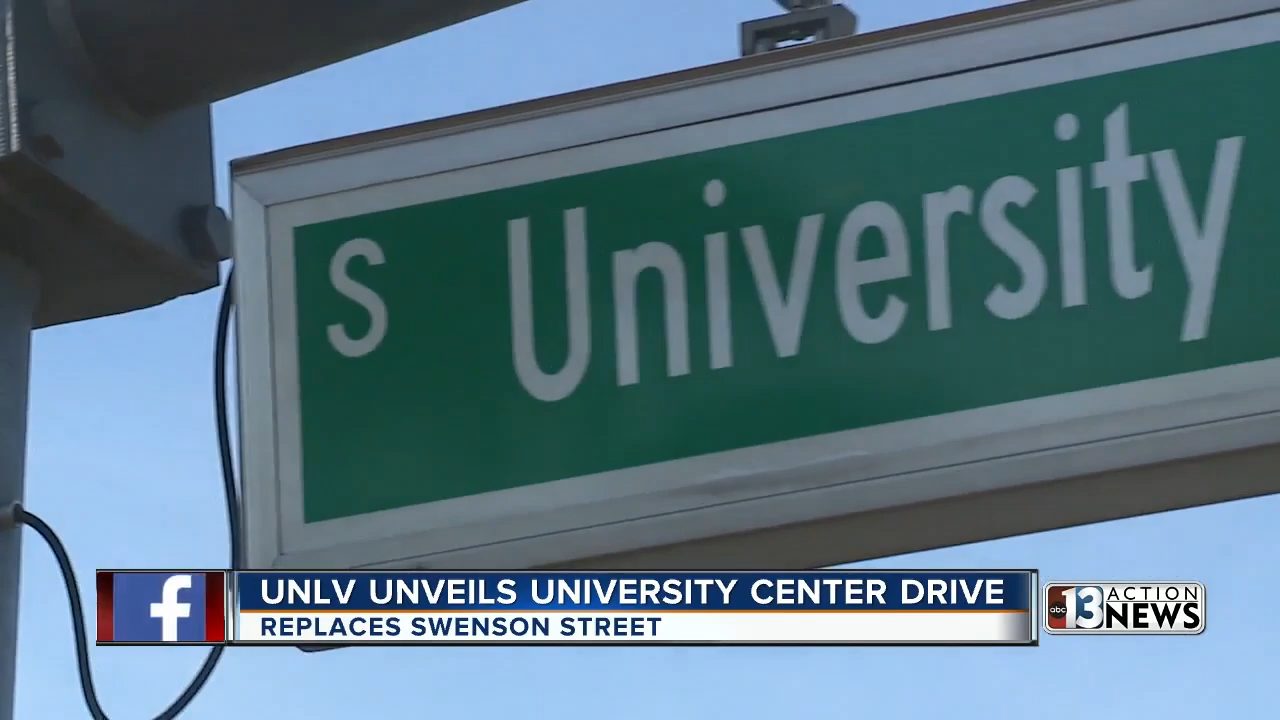 S University
UNLV UNVEILS UNIVERSITY CENTER DRIVE
REPLACES SWENSON STREET
f
abc 13 ACTION NEWS